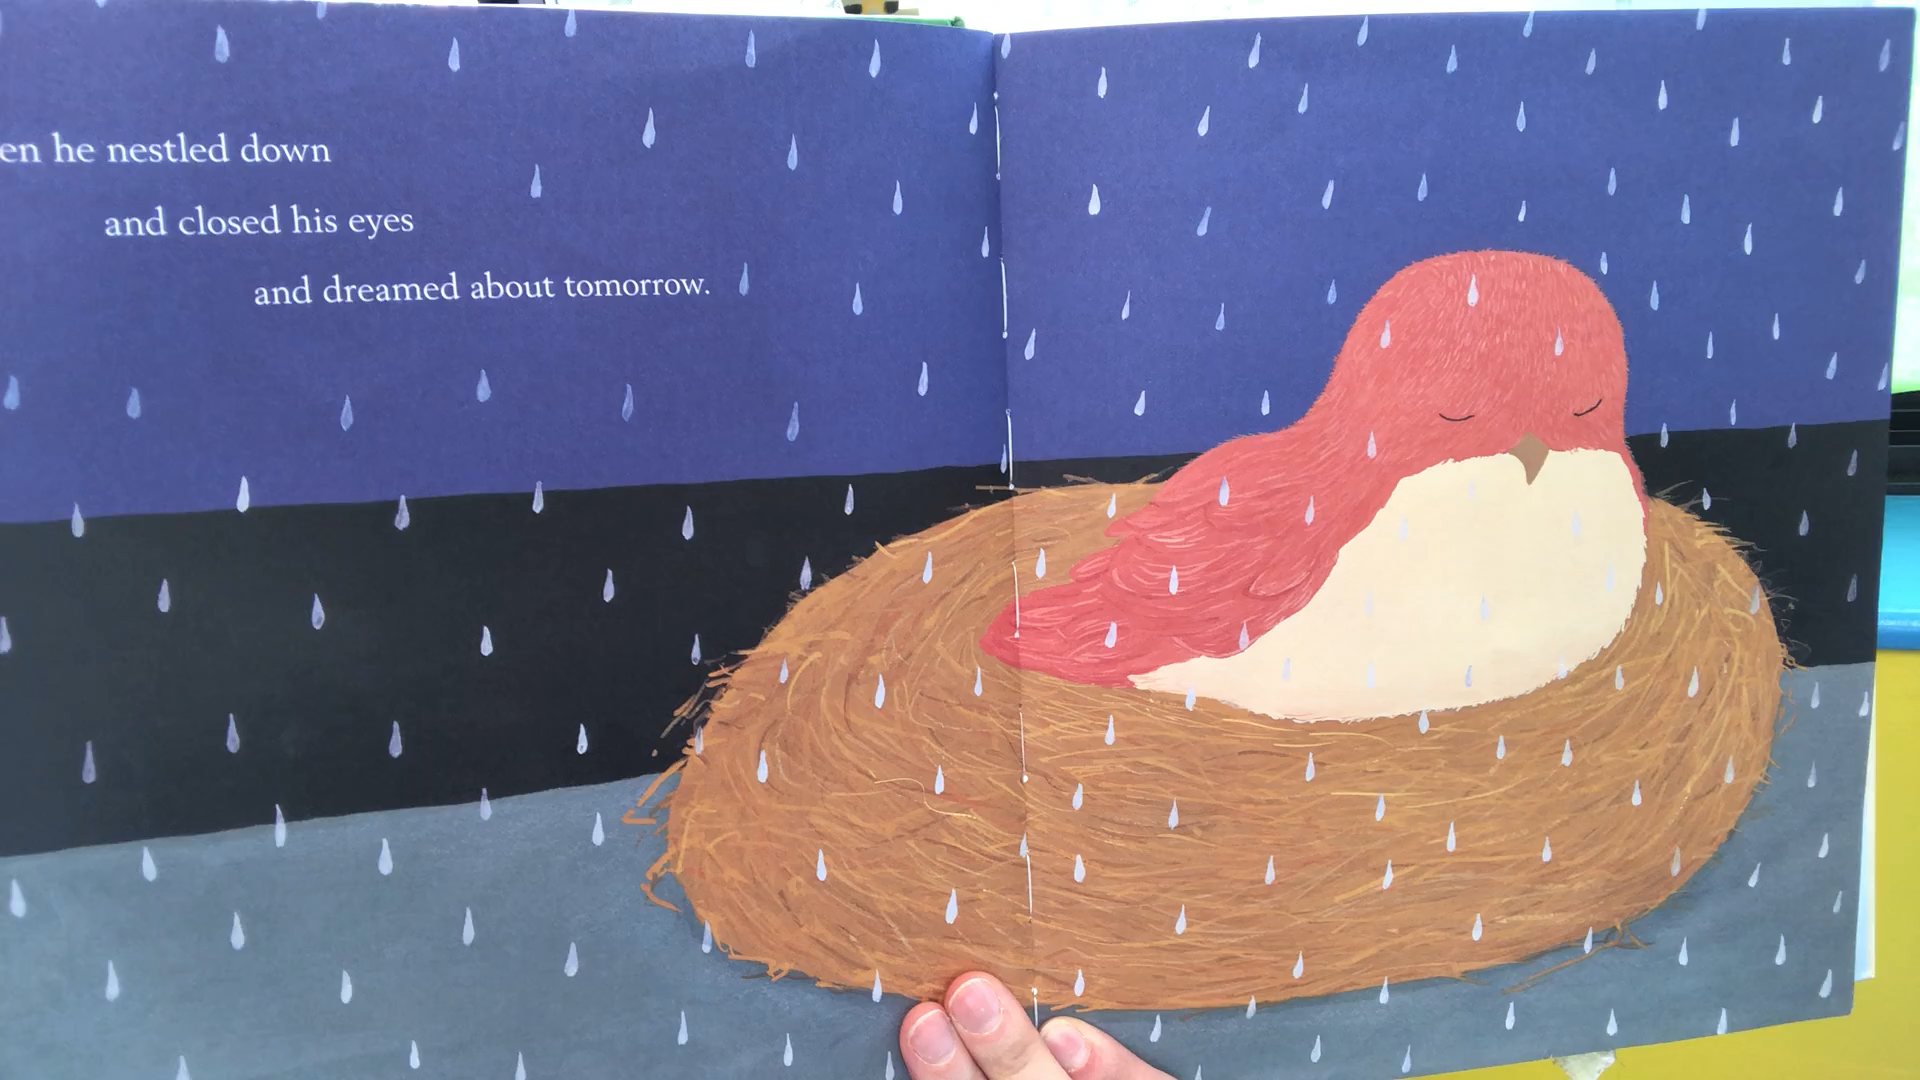 en he nestled down
and closed his eyes
and dreamed about tomorrow.